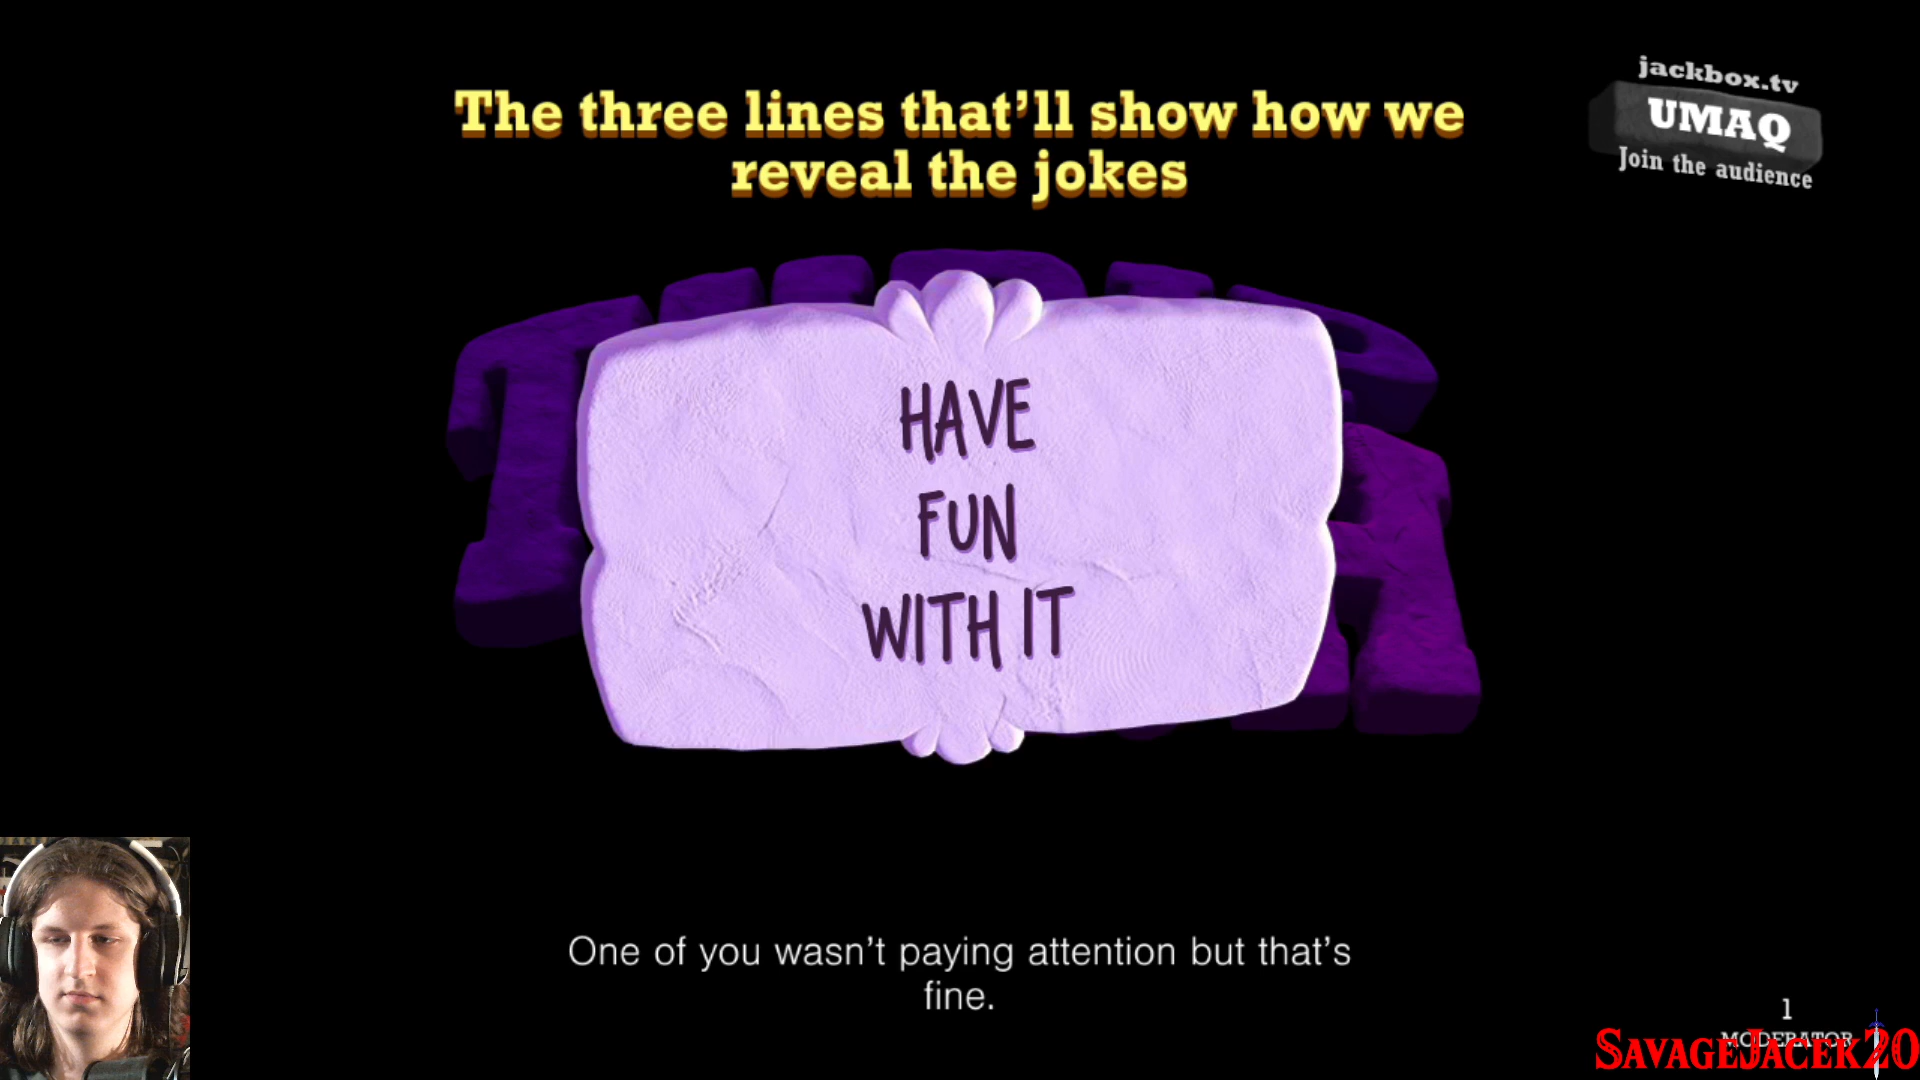 The three lines that'll show how we
reveal the jokes
jackbox.tv
UMAQ
Join the audience
HAVE
FUN
WITH IT
One of you wasn't paying attention but that's
fine.
1
MODERATOR
SAVAGEJACEK20